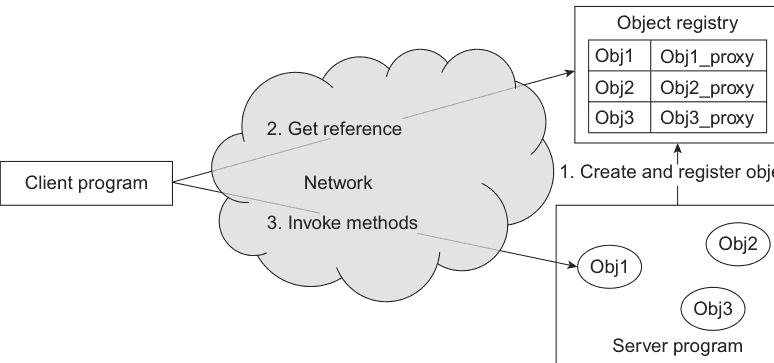 Object registry
Obj1 Obj1_proxy
Obj2 Obj2_proxy
Obj3 Obj3_proxy
2. Get reference
Client program
Network
1. Create and register obje
3. Invoke methods
Obj2
Obj1
Obj3
Server program